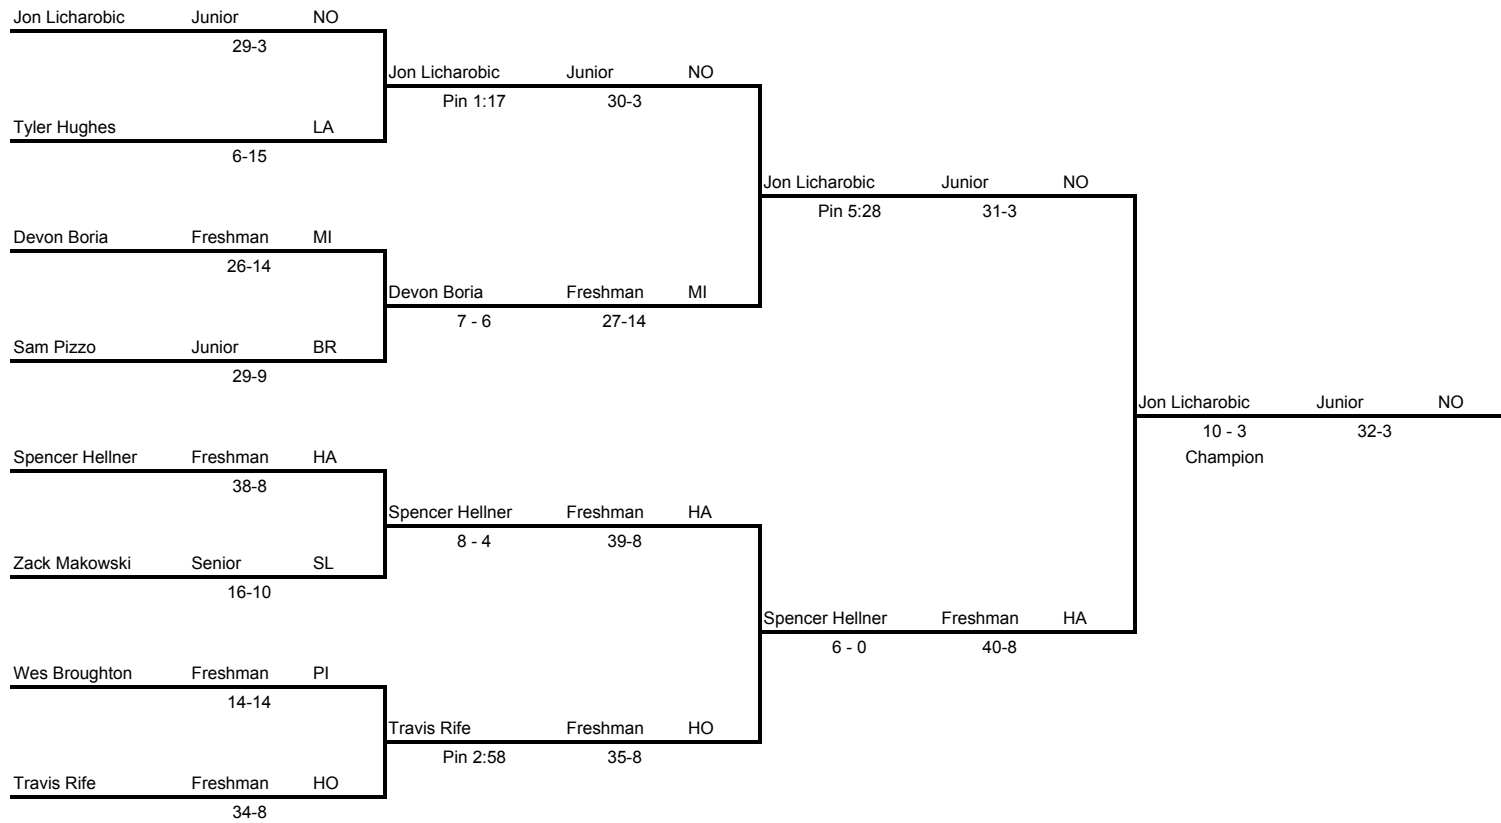 Jon Licharobic Junior NO
29-3
Jon Licharobic Junior NO
Pin 1:17 30-3
Tyler Hughes LA
6-15
Jon Licharobic Junior NO
Pin 5:28 31-3
Devon Boria Freshman MI
26-14
Devon Boria Freshman MI
7 - 6 27-14
Sam Pizzo Junior BR
29-9
Jon Licharobic Junior NO
10 - 3 32-3
Champion
Spencer Hellner Freshman HA
38-8
Spencer Hellner Freshman HA
8 - 4 39-8
Zack Makowski Senior SL
16-10
Spencer Hellner Freshman HA
6 - 0 40-8
Wes Broughton Freshman PI
14-14
Travis Rife Freshman HO
Pin 2:58 35-8
Travis Rife Freshman HO
34-8